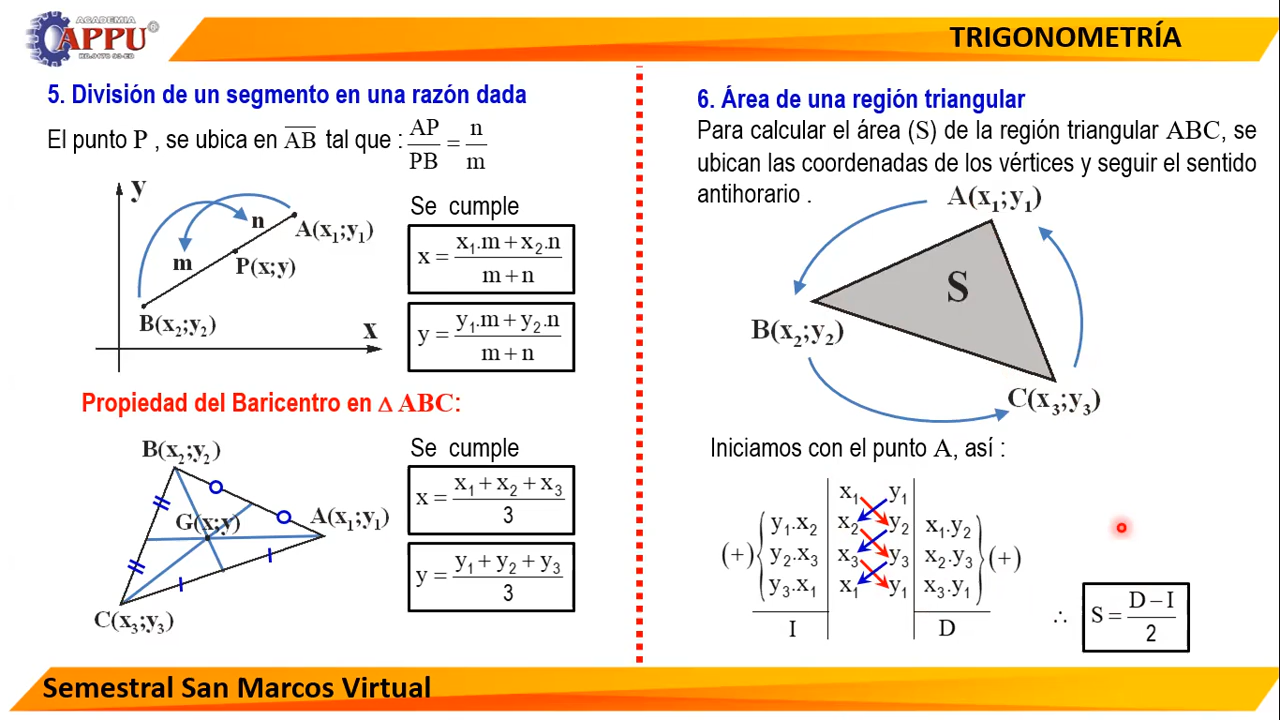 ACADEMIA
APPU®
TRIGONOMETRÍA
5. División de un segmento en una razón dada
El punto P , se ubica en AB tal que : AP/PB = n/m
y
n
A(x₁;y₁)
m
P(x;y)
B(x₂;y₂)
x
Se cumple
x = (x₁.m + x₂.n)/(m + n)
y = (y₁.m + y₂.n)/(m + n)
Propiedad del Baricentro en Δ ABC:
B(x₂;y₂)
G(x;y)
A(x₁;y₁)
C(x₃;y₃)
Se cumple
x = (x₁ + x₂ + x₃)/3
y = (y₁ + y₂ + y₃)/3
6. Área de una región triangular
Para calcular el área (S) de la región triangular ABC, se
ubican las coordenadas de los vértices y seguir el sentido
antihorario .
A(x₁;y₁)
S
B(x₂;y₂)
C(x₃;y₃)
Iniciamos con el punto A, así :
x₁ y₁
y₁.x₂ x₂ y₂ x₁.y₂
(+) y₂.x₃ x₃ y₃ x₂.y₃ (+)
y₃.x₁ x₁ y₁ x₃.y₁
I D
∴ S = (D − I)/2
Semestral San Marcos Virtual